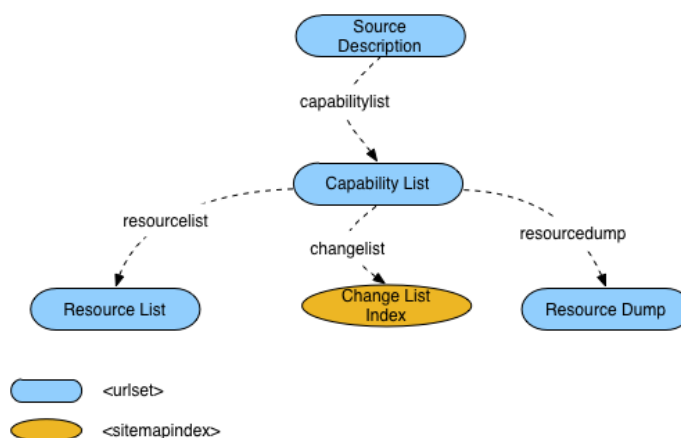 Source
Description
capabilitylist
Capability List
resourcelist
changelist
resourcedump
Resource List
Change List
Index
Resource Dump
<urlset>
<sitemapindex>